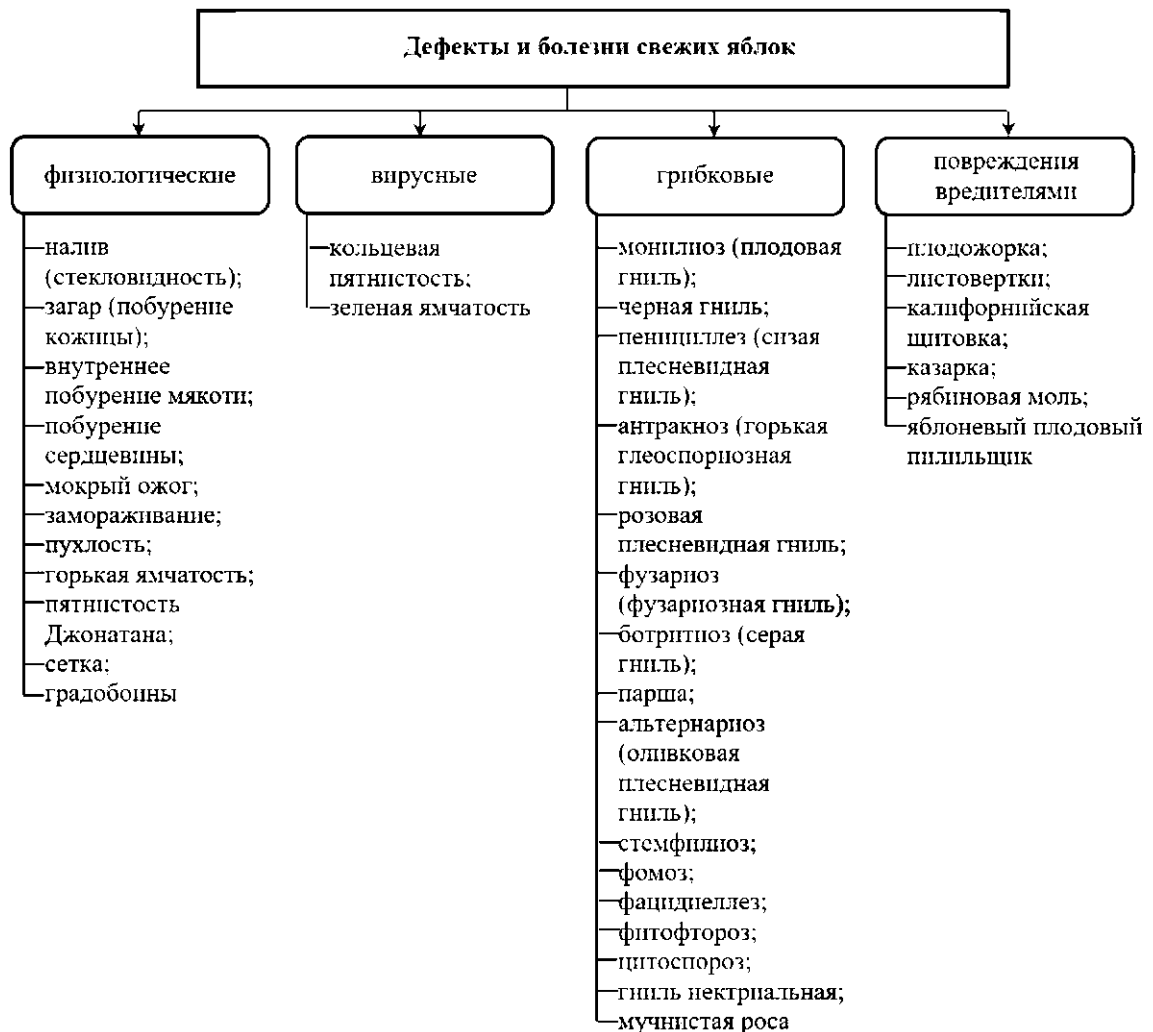 Дефекты и болезни свежих яблок
физиологические
налив
(стекловидность);
загар (побурение
кожицы);
внутреннее
побурение мякоти;
побурение
сердцевины;
мокрый ожог;
замораживание;
пухлость;
горькая ямчатость;
пятнистость
Джонатана;
сетка;
градобоины
вирусные
кольцевая
пятнистость;
зеленая ямчатость
грибковые
монилиоз (плодовая
гниль);
черная гниль;
пенициллез (сизая
плесневидная
гниль);
антракноз (горькая
глеоспориозная
гниль);
розовая
плесневидная гниль;
фузариоз
(фузариозная гниль);
ботритиоз (серая
гниль);
парша;
альтернариоз
(оливковая
плесневидная
гниль);
стемфилиоз;
фомоз;
фацидиеллез;
фитофтороз;
цитоспороз;
гниль нектриальная;
мучнистая роса
повреждения
вредителями
плодожорка;
листовертки;
калифорнийская
щитовка;
казарка;
рябиновая моль;
яблоневый плодовый
пилильщик